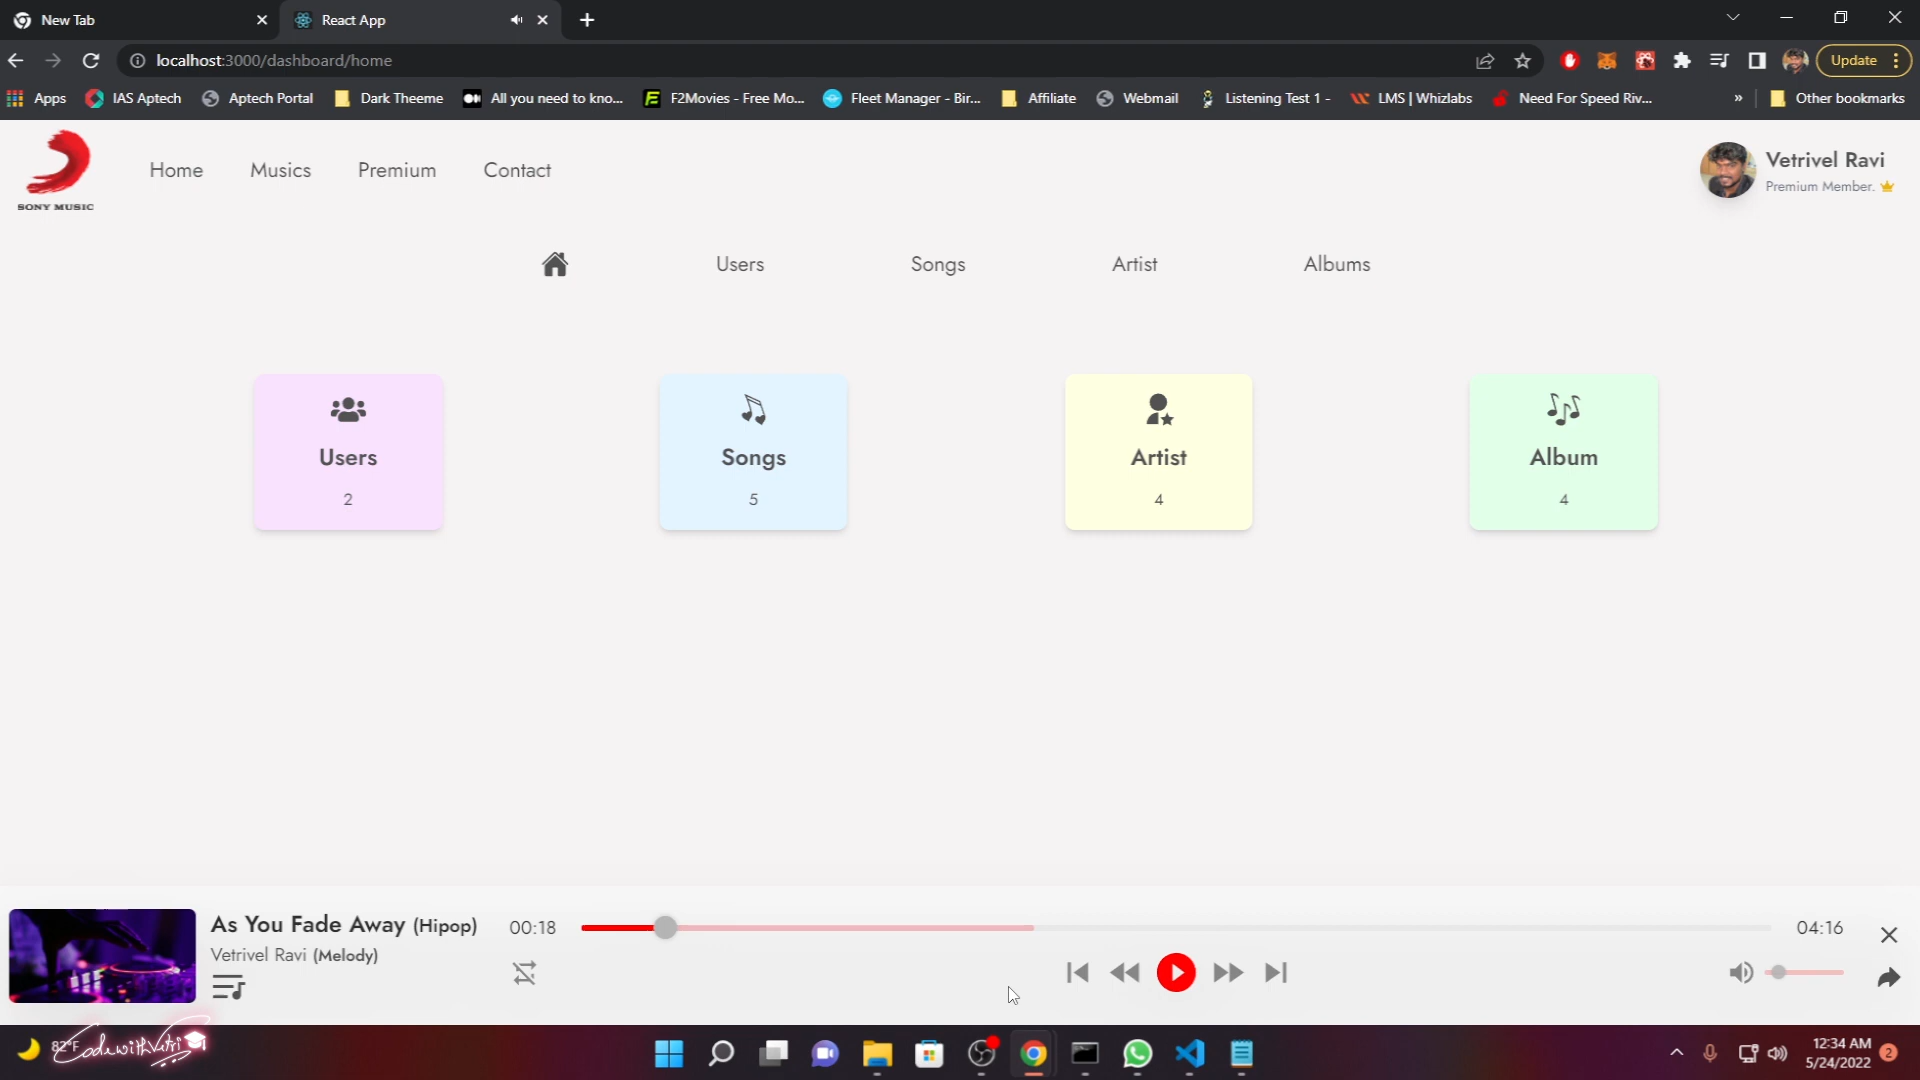 New Tab
React App
localhost:3000/dashboard/home
Update
Apps
IAS Aptech
Aptech Portal
Dark Theeme
All you need to kno...
F2Movies - Free Mo...
Fleet Manager - Bir...
Affiliate
Webmail
Listening Test 1 -
LMS | Whizlabs
Need For Speed Riv...
»
Other bookmarks
SONY MUSIC
Home
Musics
Premium
Contact
Vetrivel Ravi
Premium Member.
Users
Songs
Artist
Albums
Users
2
Songs
5
Artist
4
Album
4
As You Fade Away (Hipop)
Vetrivel Ravi (Melody)
00:18
04:16
82°F
CodewithVetri
12:34 AM
5/24/2022
2